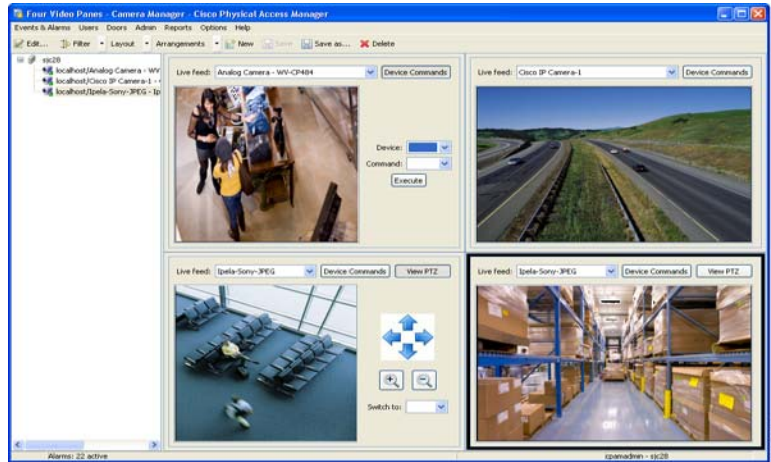 Four Video Panes - Camera Manager - Cisco Physical Access Manager
Events & Alarms Users Doors Admin Reports Options Help
Edit... Filter Layout Arrangements New Save Save as... Delete
sjc28
localhost/Analog Camera - WV
localhost/Cisco IP Camera-1 -
localhost/Ipela-Sony-JPEG - Ip
Live feed: Analog Camera - WV-CP484 Device Commands
Device:
Command:
Execute
Live feed: Cisco IP Camera-1 Device Commands
Live feed: Ipela-Sony-JPEG Device Commands View PTZ
Switch to:
Live feed: Ipela-Sony-JPEG Device Commands View PTZ
Alarms: 22 active
cpamadmin - sjc28